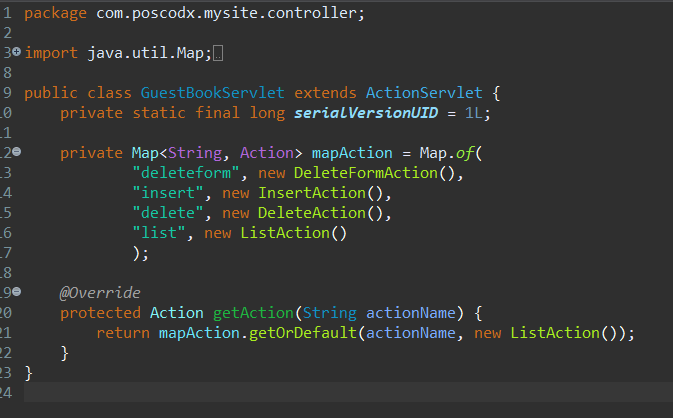 1 package com.poscodx.mysite.controller;
2
3 import java.util.Map;
8
9 public class GuestBookServlet extends ActionServlet {
10 private static final long serialVersionUID = 1L;
11
12 private Map<String, Action> mapAction = Map.of(
13 "deleteform", new DeleteFormAction(),
14 "insert", new InsertAction(),
15 "delete", new DeleteAction(),
16 "list", new ListAction()
17 );
18
19 @Override
20 protected Action getAction(String actionName) {
21 return mapAction.getOrDefault(actionName, new ListAction());
22 }
23 }
24